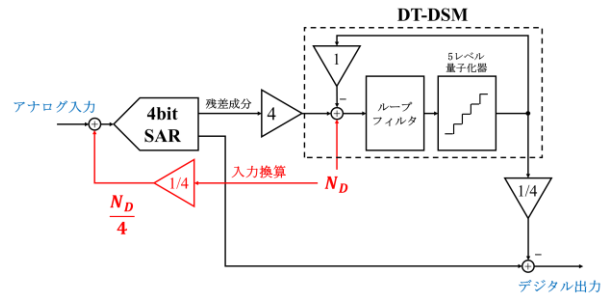 DT-DSM
1
5レベル
量子化器
アナログ入力
残差成分
4bit
SAR
4
−
ループ
フィルタ
入力換算
1/4
N_D
N_D
4
1/4
−
デジタル出力